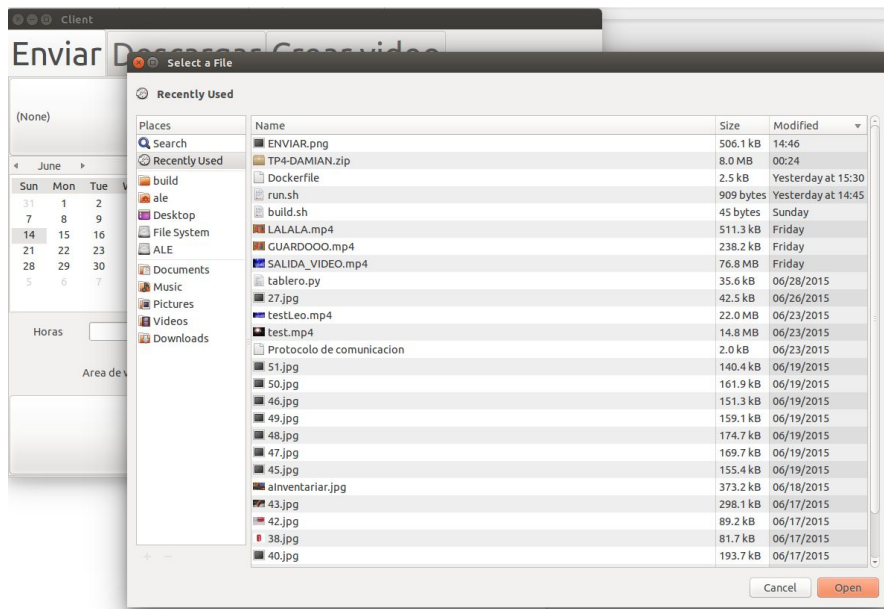 Client
Enviar Descargar Crear video
Select a File
Recently Used
(None)
June
Sun Mon Tue
31 1 2
7 8 9
14 15 16
21 22 23
28 29 30
5 6 7
Horas
Area de
Places
Search
Recently Used
build
ale
Desktop
File System
ALE
Documents
Music
Pictures
Videos
Downloads
Name Size Modified
ENVIAR.png 506.1 kB 14:46
TP4-DAMIAN.zip 8.0 MB 00:24
Dockerfile 2.5 kB Yesterday at 15:30
run.sh 909 bytes Yesterday at 14:45
build.sh 45 bytes Sunday
LALALA.mp4 511.3 kB Friday
GUARDOOO.mp4 238.2 kB Friday
SALIDA_VIDEO.mp4 76.8 MB Friday
tablero.py 35.6 kB 06/28/2015
27.jpg 42.5 kB 06/26/2015
testLeo.mp4 22.0 MB 06/23/2015
test.mp4 14.8 MB 06/23/2015
Protocolo de comunicacion 2.0 kB 06/23/2015
51.jpg 140.4 kB 06/19/2015
50.jpg 161.9 kB 06/19/2015
46.jpg 151.3 kB 06/19/2015
49.jpg 159.1 kB 06/19/2015
48.jpg 174.7 kB 06/19/2015
47.jpg 169.7 kB 06/19/2015
45.jpg 155.4 kB 06/19/2015
aInventariar.jpg 373.2 kB 06/18/2015
43.jpg 298.1 kB 06/17/2015
42.jpg 89.2 kB 06/17/2015
38.jpg 81.7 kB 06/17/2015
40.jpg 193.7 kB 06/17/2015
Cancel Open